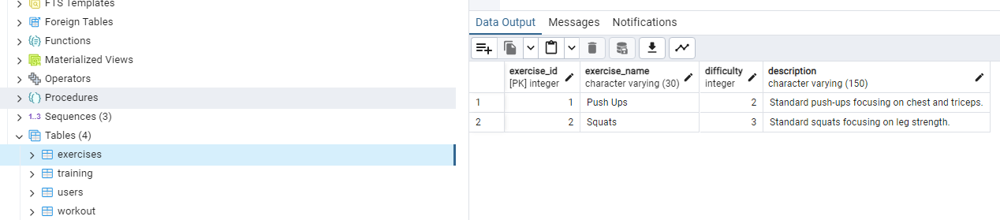 FTS Templates
Foreign Tables
Functions
Materialized Views
Operators
Procedures
1..3 Sequences (3)
Tables (4)
exercises
training
users
workout
Data Output Messages Notifications
exercise_id exercise_name difficulty description
[PK] integer character varying (30) integer character varying (150)
1 1 Push Ups 2 Standard push-ups focusing on chest and triceps.
2 2 Squats 3 Standard squats focusing on leg strength.